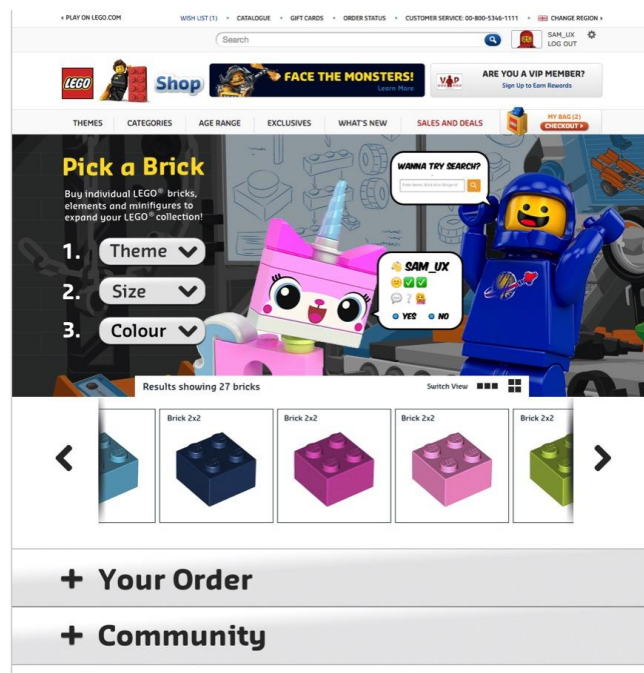 ‹ PLAY ON LEGO.COM
WISH LIST (1) • CATALOGUE • GIFT CARDS • ORDER STATUS • CUSTOMER SERVICE: 00-800-5346-1111 • CHANGE REGION ›
Search
SAM_UX
LOG OUT
LEGO Shop
FACE THE MONSTERS!
Learn More
VIP
ARE YOU A VIP MEMBER?
Sign Up to Earn Rewards
THEMES CATEGORIES AGE RANGE EXCLUSIVES WHAT'S NEW SALES AND DEALS
MY BAG (2)
CHECKOUT ›
Pick a Brick
Buy individual LEGO® bricks,
elements and minifigures to
expand your LEGO® collection!
1. Theme
2. Size
3. Colour
WANNA TRY SEARCH?
SAM_UX
?
YES NO
Results showing 27 bricks
Switch View
Brick 2x2 Brick 2x2 Brick 2x2 Brick 2x2
+ Your Order
+ Community